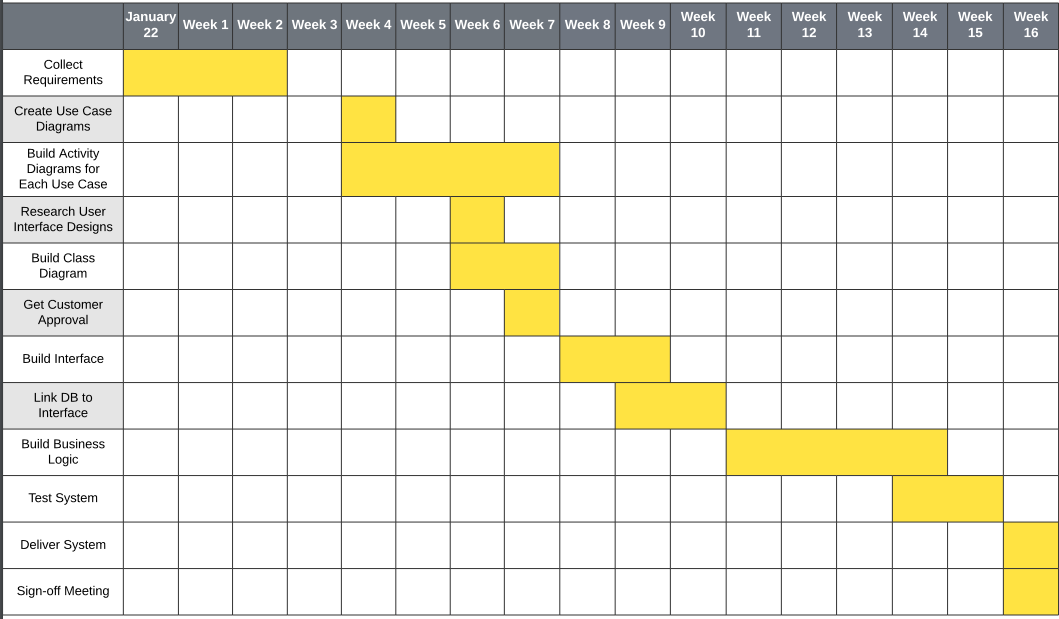 January
22
Week 1
Week 2
Week 3
Week 4
Week 5
Week 6
Week 7
Week 8
Week 9
Week
10
Week
11
Week
12
Week
13
Week
14
Week
15
Week
16
Collect
Requirements
Create Use Case
Diagrams
Build Activity
Diagrams for
Each Use Case
Research User
Interface Designs
Build Class
Diagram
Get Customer
Approval
Build Interface
Link DB to
Interface
Build Business
Logic
Test System
Deliver System
Sign-off Meeting